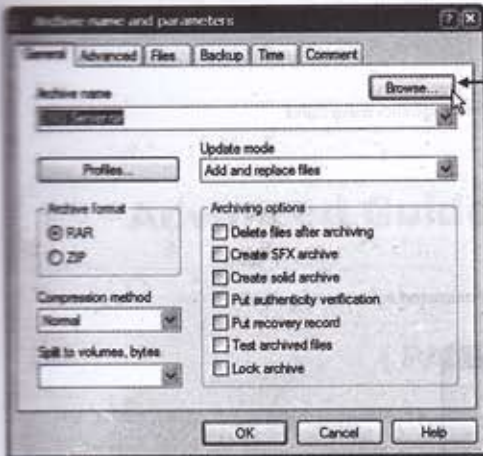 Archive name and parameters
General Advanced Files Backup Time Comment
Archive name
Browse...
Profiles...
Update mode
Add and replace files
Archive format
RAR
ZIP
Compression method
Normal
Split to volumes, bytes
Archiving options
Delete files after archiving
Create SFX archive
Create solid archive
Put authenticity verification
Put recovery record
Test archived files
Lock archive
OK Cancel Help